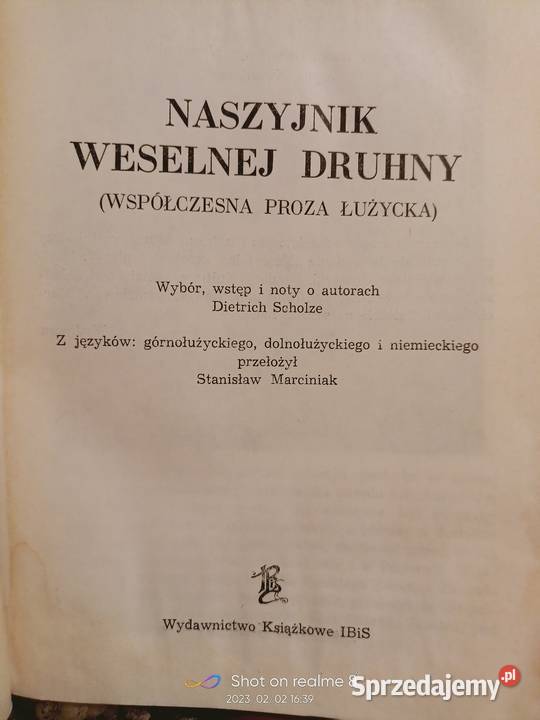 NASZYJNIK
WESELNEJ DRUHNY
(WSPÓŁCZESNA PROZA ŁUŻYCKA)
Wybór, wstęp i noty o autorach
Dietrich Scholze
Z języków: górnołużyckiego, dolnołużyckiego i niemieckiego
przełożył
Stanisław Marciniak
Wydawnictwo Książkowe IBiS
Shot on realme 8
2023. 02. 02 16:39
Sprzedajemy.pl